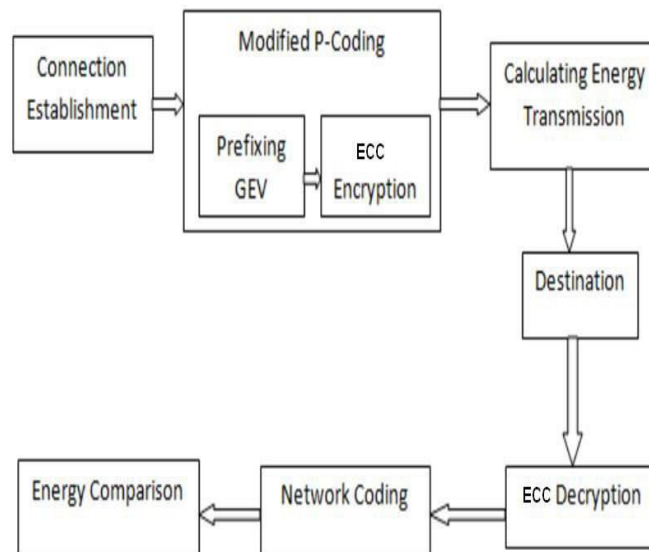 Modified P-Coding
Connection
Establishment
Prefixing
GEV
ECC
Encryption
Calculating Energy
Transmission
Destination
ECC Decryption
Network Coding
Energy Comparison